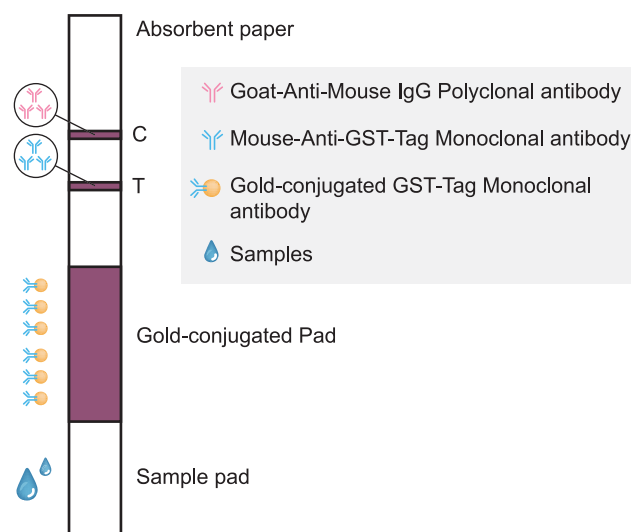 Absorbent paper
Goat-Anti-Mouse IgG Polyclonal antibody
C
Mouse-Anti-GST-Tag Monoclonal antibody
T
Gold-conjugated GST-Tag Monoclonal
antibody
Samples
Gold-conjugated Pad
Sample pad